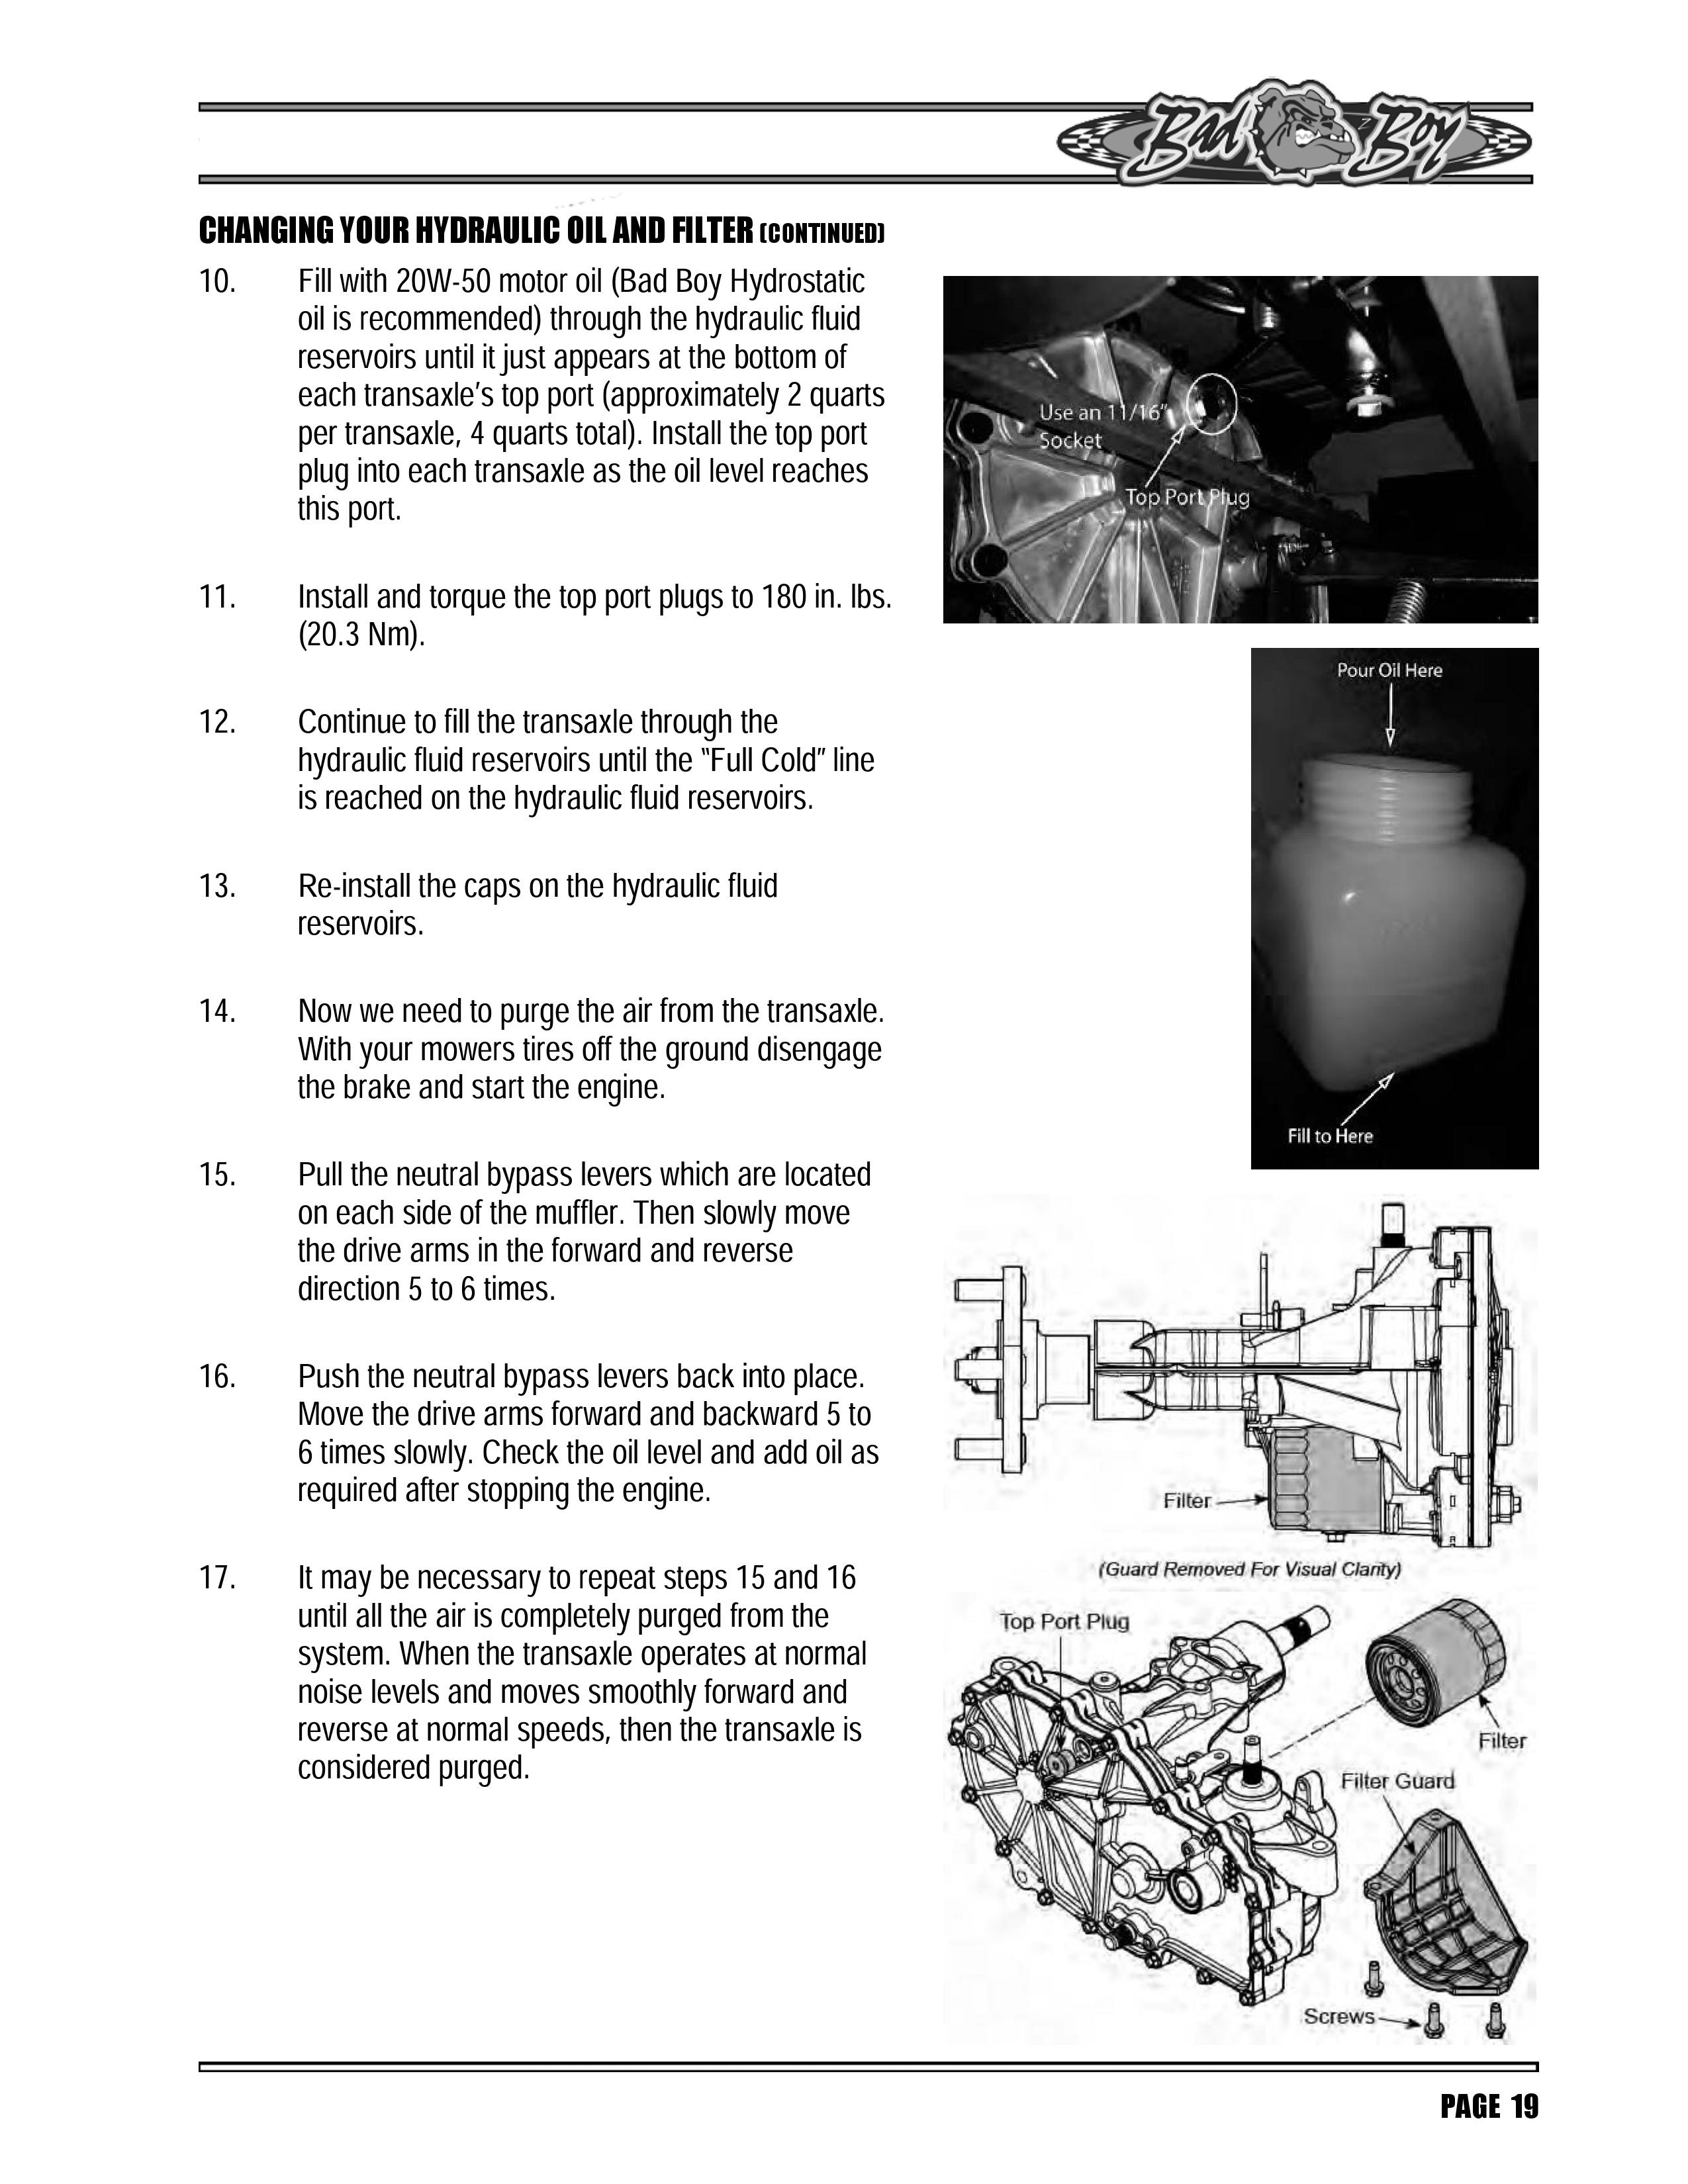 Bad Boy
CHANGING YOUR HYDRAULIC OIL AND FILTER (CONTINUED)
10. Fill with 20W-50 motor oil (Bad Boy Hydrostatic
oil is recommended) through the hydraulic fluid
reservoirs until it just appears at the bottom of
each transaxle’s top port (approximately 2 quarts
per transaxle, 4 quarts total). Install the top port
plug into each transaxle as the oil level reaches
this port.
11. Install and torque the top port plugs to 180 in. lbs.
(20.3 Nm).
12. Continue to fill the transaxle through the
hydraulic fluid reservoirs until the “Full Cold” line
is reached on the hydraulic fluid reservoirs.
13. Re-install the caps on the hydraulic fluid
reservoirs.
14. Now we need to purge the air from the transaxle.
With your mowers tires off the ground disengage
the brake and start the engine.
15. Pull the neutral bypass levers which are located
on each side of the muffler. Then slowly move
the drive arms in the forward and reverse
direction 5 to 6 times.
16. Push the neutral bypass levers back into place.
Move the drive arms forward and backward 5 to
6 times slowly. Check the oil level and add oil as
required after stopping the engine.
17. It may be necessary to repeat steps 15 and 16
until all the air is completely purged from the
system. When the transaxle operates at normal
noise levels and moves smoothly forward and
reverse at normal speeds, then the transaxle is
considered purged.
Use an 11/16”
Socket
Top Port Plug
Pour Oil Here
Fill to Here
Filter
(Guard Removed For Visual Clarity)
Top Port Plug
Filter
Filter Guard
Screws
PAGE 19